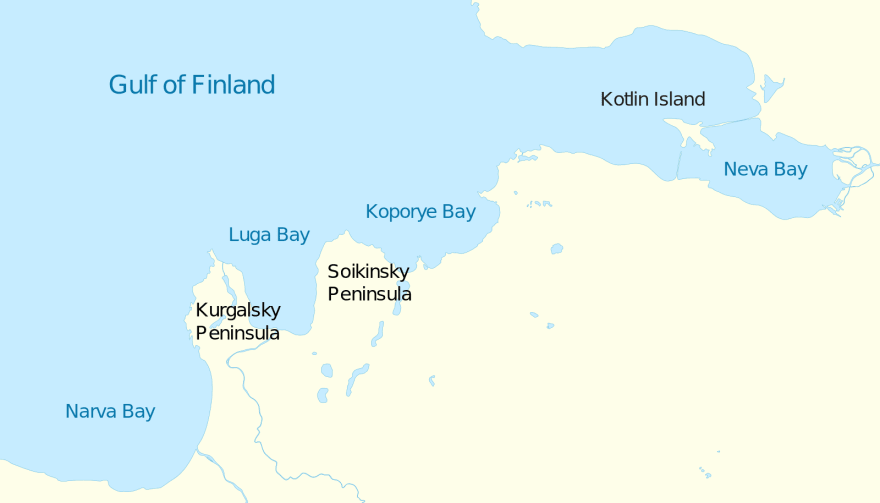 Gulf of Finland
Kotlin Island
Neva Bay
Koporye Bay
Luga Bay
Soikinsky
Peninsula
Kurgalsky
Peninsula
Narva Bay